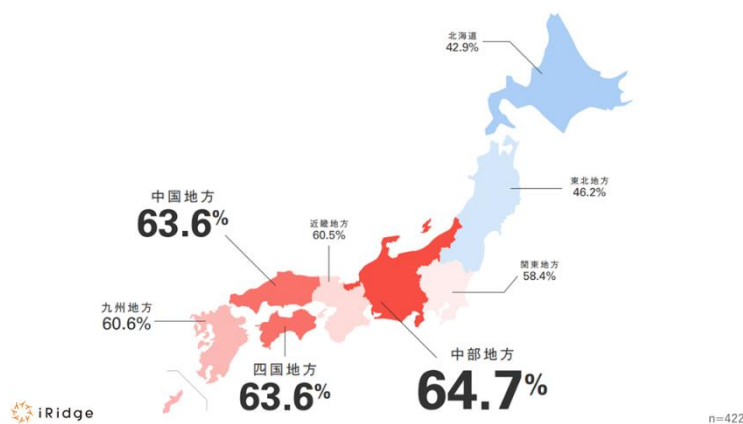 北海道
42.9%
東北地方
46.2%
中国地方
63.6%
近畿地方
60.5%
関東地方
58.4%
九州地方
60.6%
四国地方
63.6%
中部地方
64.7%
iRidge
n=422